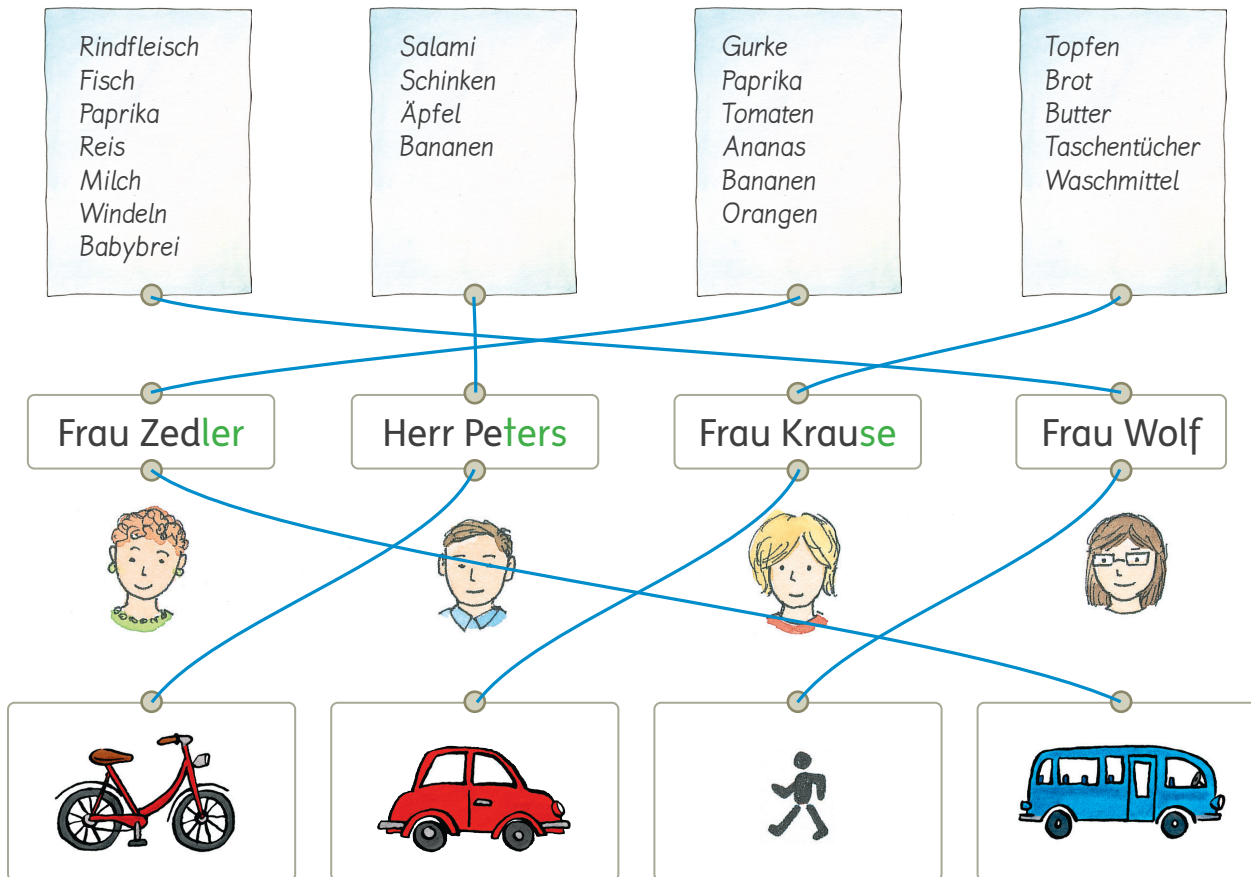 Rindfleisch
Fisch
Paprika
Reis
Milch
Windeln
Babybrei
Salami
Schinken
Äpfel
Bananen
Gurke
Paprika
Tomaten
Ananas
Bananen
Orangen
Topfen
Brot
Butter
Taschentücher
Waschmittel
Frau Zedler
Herr Peters
Frau Krause
Frau Wolf